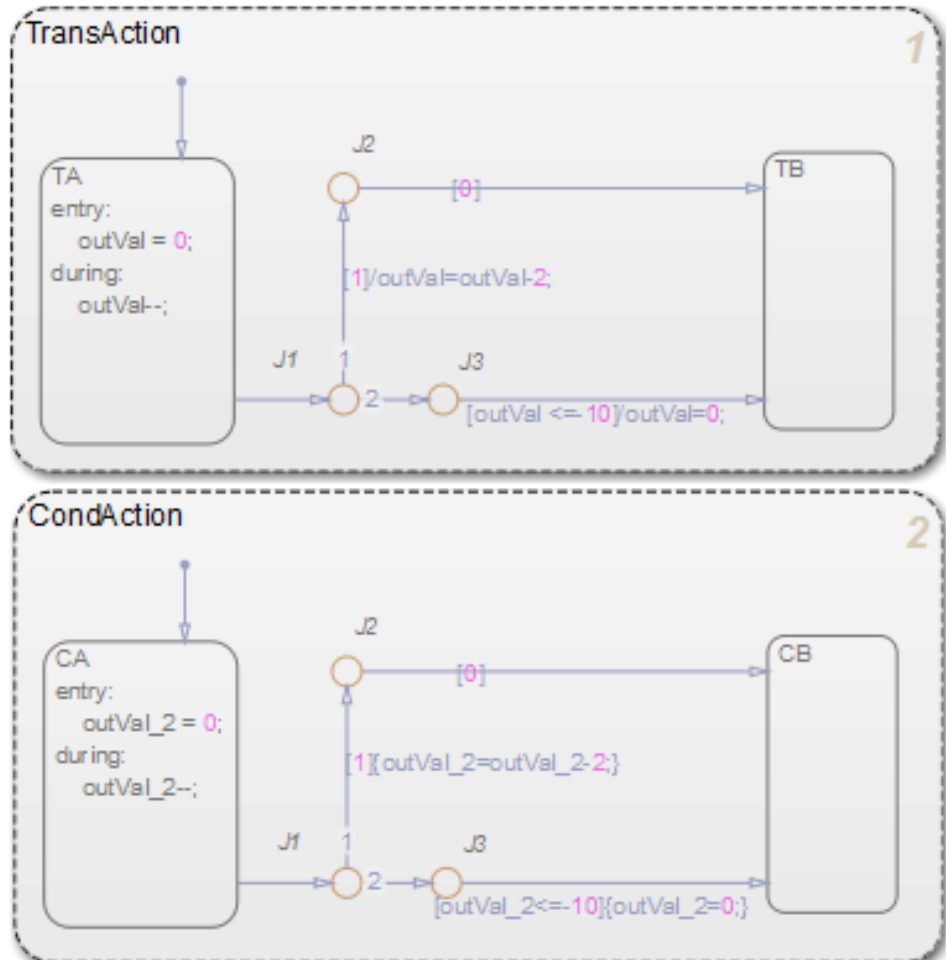 TransAction
1
J2
TA
TB
entry:
[0]
outVal = 0;
during:
[1]/outVal=outVal-2;
outVal--;
J1
1
J3
2
[outVal <=-10]/outVal=0;
CondAction
2
J2
CA
CB
entry:
[0]
outVal_2 = 0;
during:
[1]{outVal_2=outVal_2-2;}
outVal_2--;
J1
1
J3
2
[outVal_2<=-10]{outVal_2=0;}